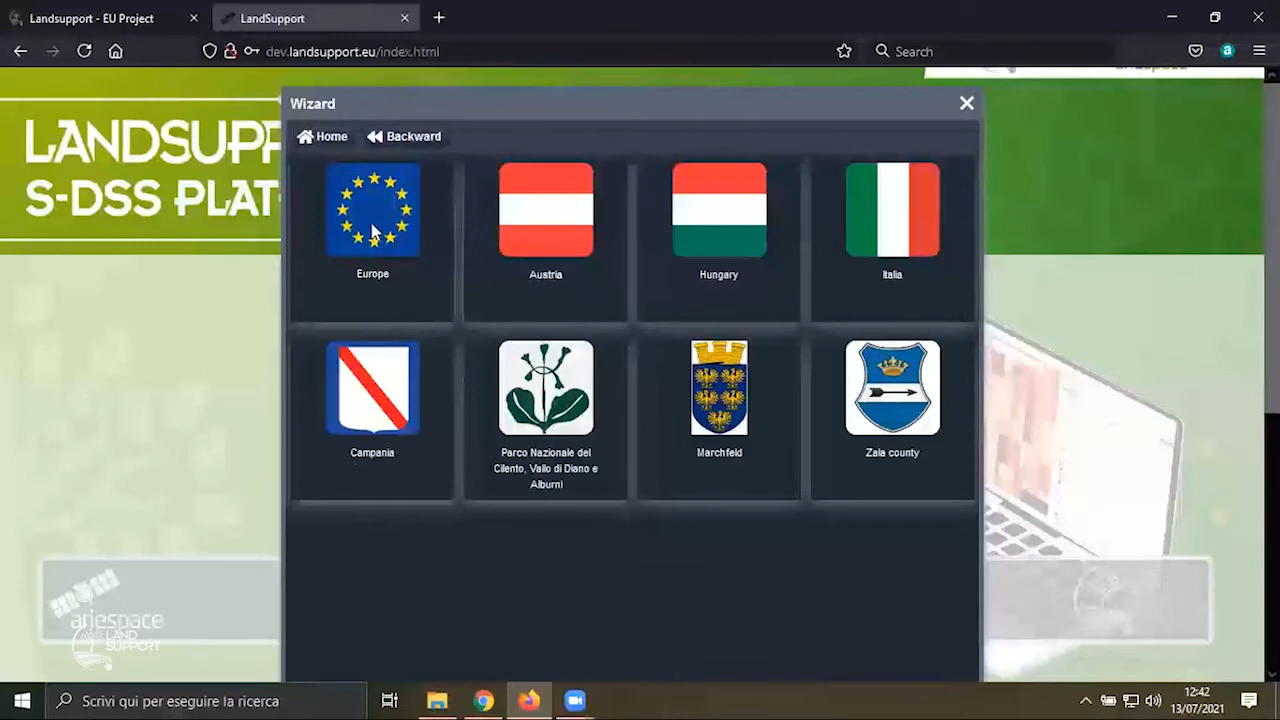 Landsupport - EU Project
LandSupport
dev.landsupport.eu/index.html
Search
a
LANDSUPP
S-DSS PLAT
Wizard
Home
Backward
Europe
Austria
Hungary
Italia
Campania
Parco Nazionale del
Cilento, Vallo di Diano e
Alburni
Marchfeld
Zala county
ariespace
LAND
SUPPORT
Scrivi qui per eseguire la ricerca
12:42
13/07/2021